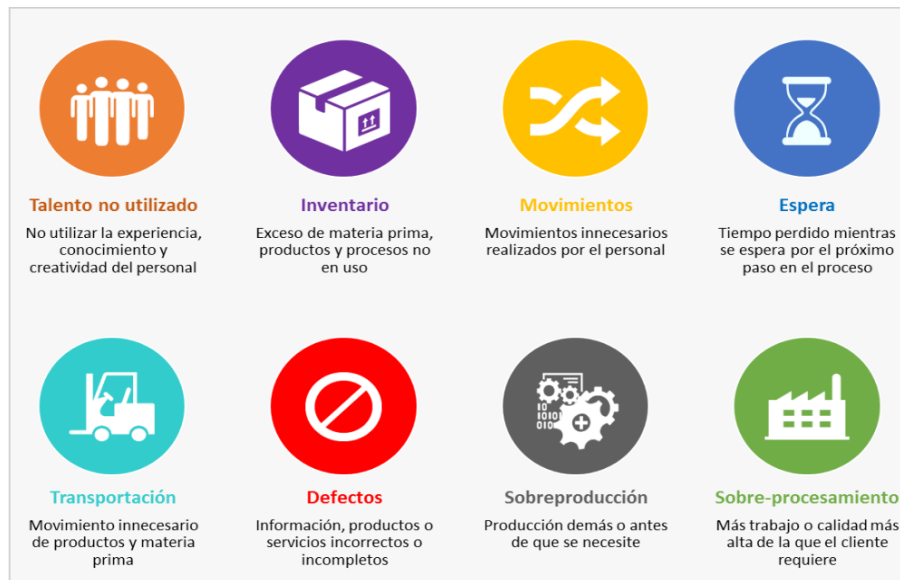 Talento no utilizado
No utilizar la experiencia,
conocimiento y
creatividad del personal
Inventario
Exceso de materia prima,
productos y procesos no
en uso
Movimientos
Movimientos innecesarios
realizados por el personal
Espera
Tiempo perdido mientras
se espera por el próximo
paso en el proceso
Transportación
Movimiento innecesario
de productos y materia
prima
Defectos
Información, productos o
servicios incorrectos o
incompletos
010
1010
0101
Sobreproducción
Producción demás o antes
de que se necesite
Sobre-procesamiento
Más trabajo o calidad más
alta de la que el cliente
requiere